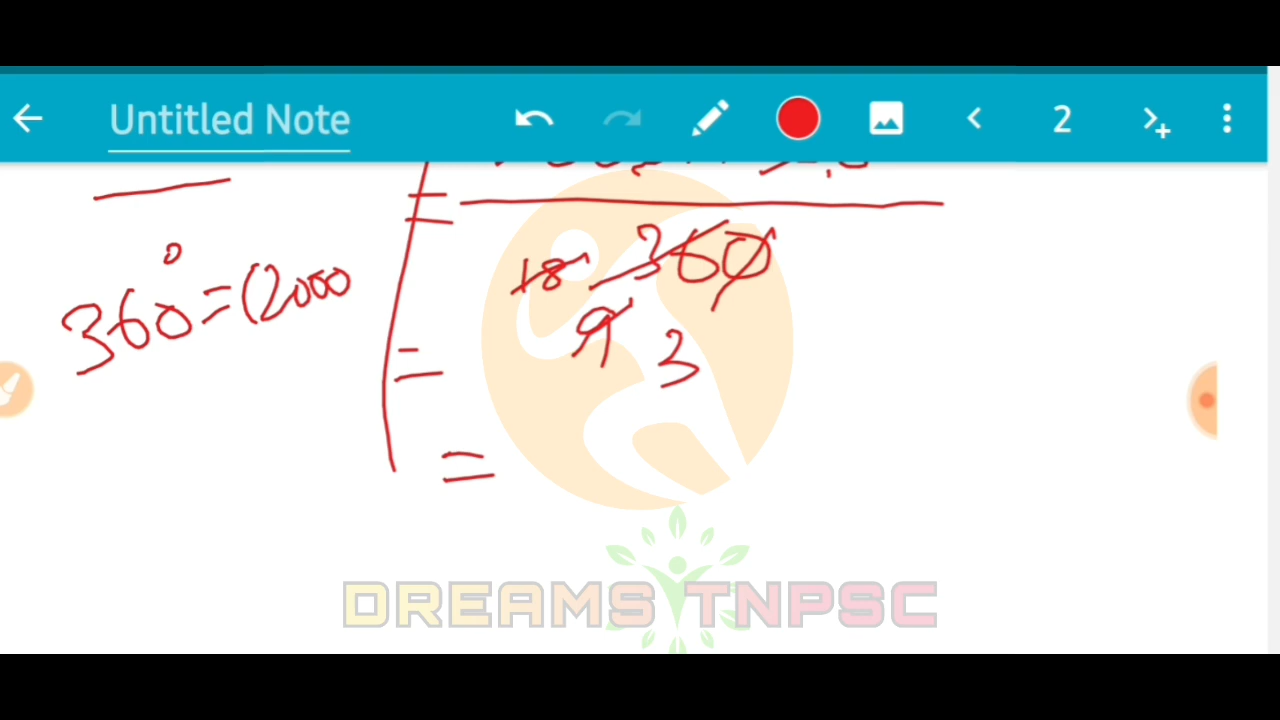 Untitled Note
2
=
18 360
360° = 12000
9 3
=
=
DREAMS TNPSC